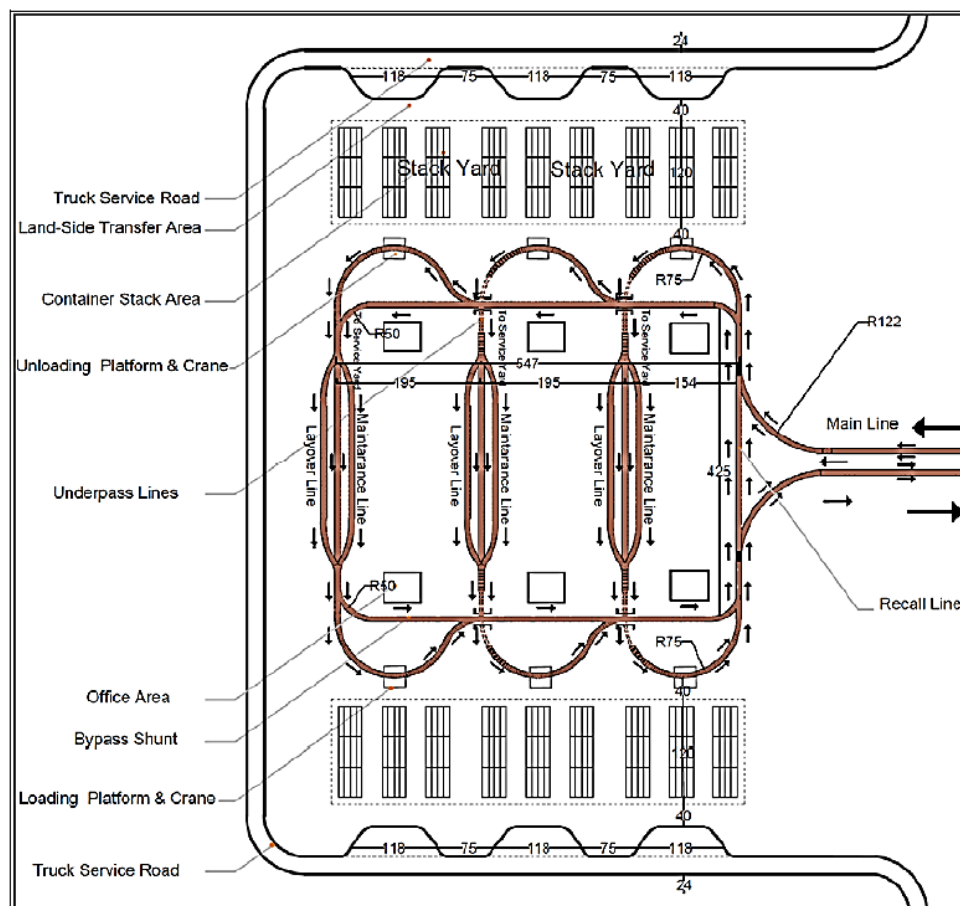 24
118
75
118
75
118
40
Stack Yard
Stack Yard
120
Truck Service Road
Land-Side Transfer Area
40
Container Stack Area
R75
R50
To Service Yard
To Service Yard
To Service Yard
R122
Unloading Platform & Crane
547
195
195
154
Main Line
Layover Line
Maintarance Line
Layover Line
Maintarance Line
Layover Line
Maintarance Line
425
Underpass Lines
R50
Recall Line
R75
Office Area
40
Bypass Shunt
120
Loading Platform & Crane
40
118
75
118
75
118
Truck Service Road
24